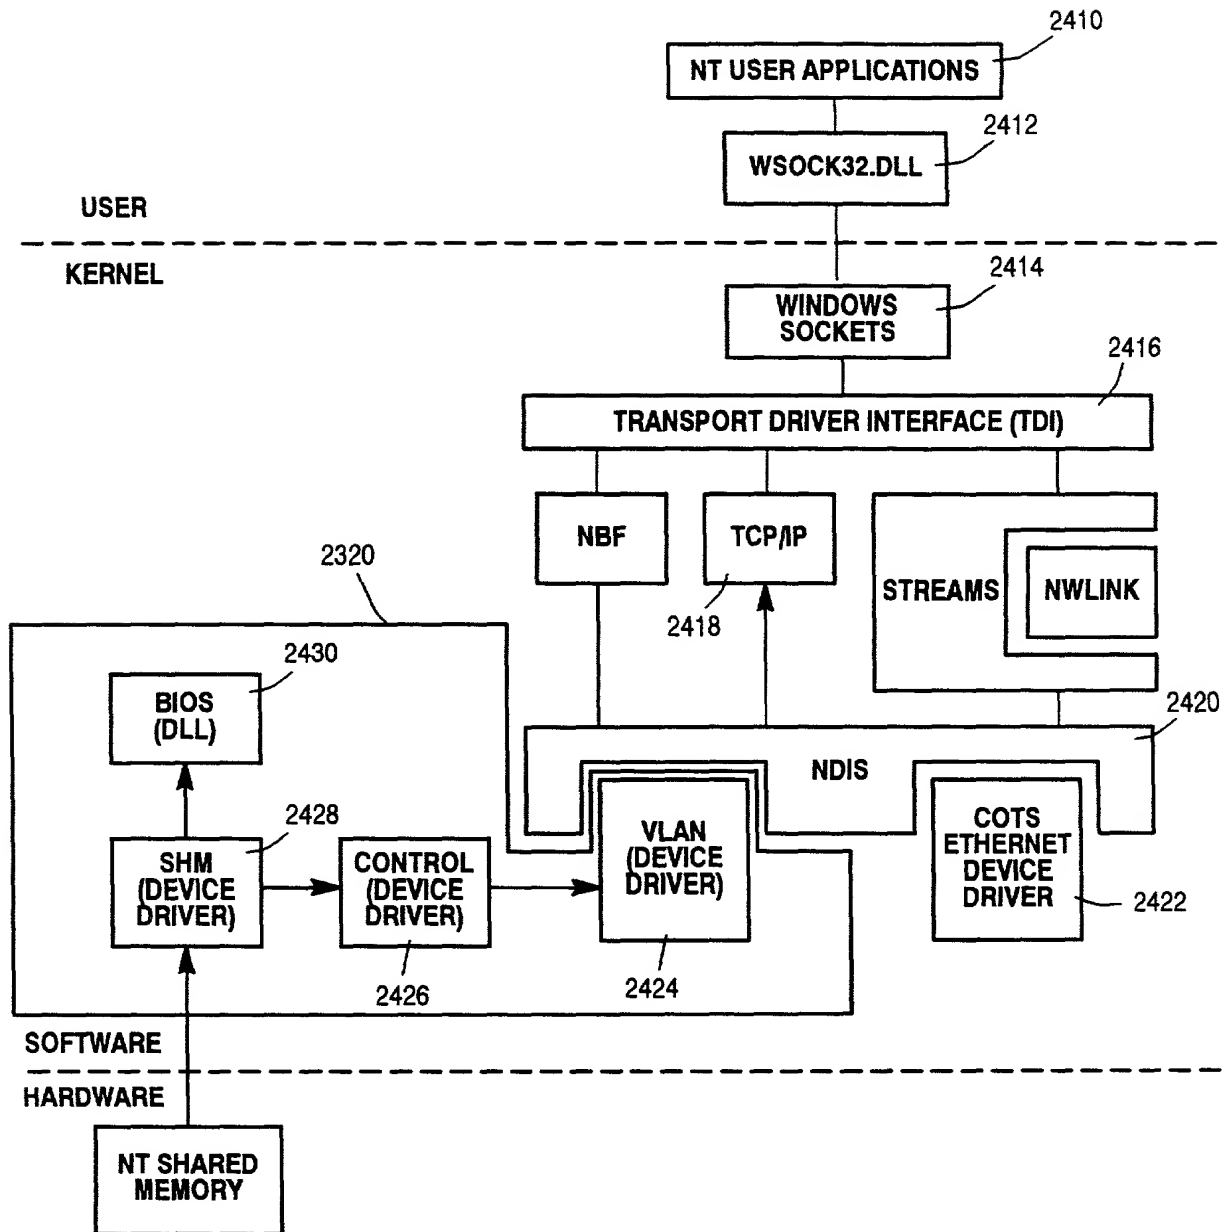 2410
NT USER APPLICATIONS
2412
WSOCK32.DLL
USER
KERNEL
2414
WINDOWS
SOCKETS
2416
TRANSPORT DRIVER INTERFACE (TDI)
NBF
TCP/IP
STREAMS
NWLINK
2320
2418
2430
BIOS
(DLL)
2420
NDIS
2428
SHM
(DEVICE
DRIVER)
CONTROL
(DEVICE
DRIVER)
VLAN
(DEVICE
DRIVER)
COTS
ETHERNET
DEVICE
DRIVER
2422
2426
2424
SOFTWARE
HARDWARE
NT SHARED
MEMORY